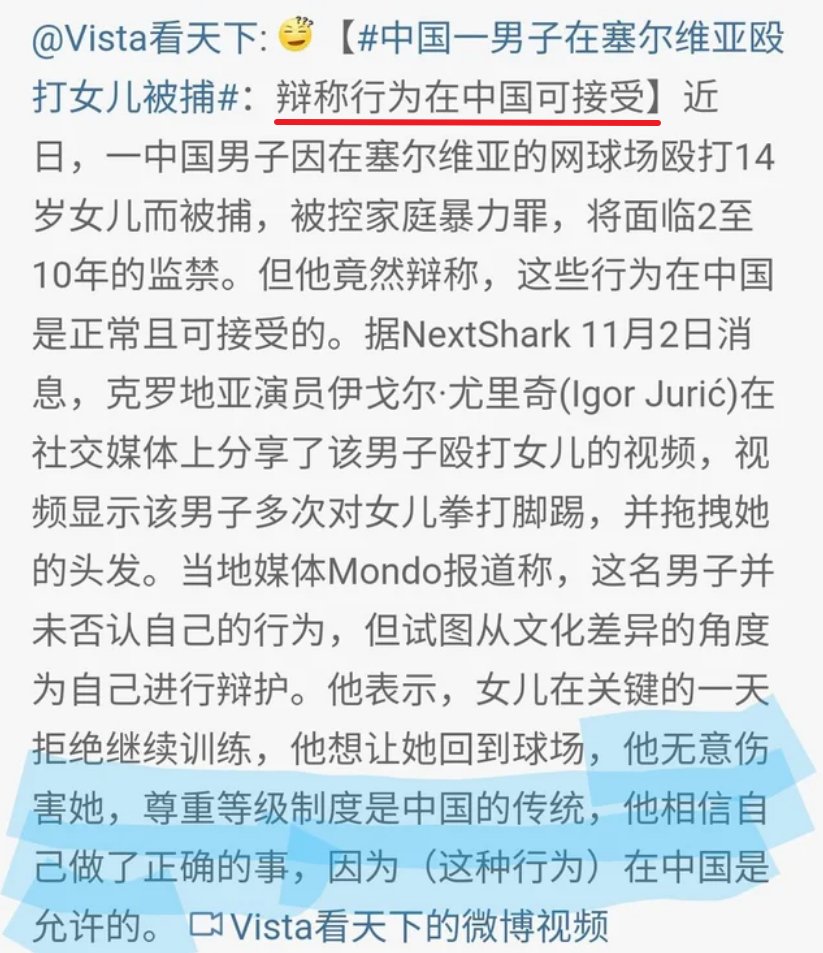 @Vista看天下: 【#中国一男子在塞尔维亚殴
打女儿被捕#：辩称行为在中国可接受】近
日，一中国男子因在塞尔维亚的网球场殴打14
岁女儿而被捕，被控家庭暴力罪，将面临2至
10年的监禁。但他竟然辩称，这些行为在中国
是正常且可接受的。据NextShark 11月2日消
息，克罗地亚演员伊戈尔·尤里奇(Igor Jurić)在
社交媒体上分享了该男子殴打女儿的视频，视
频显示该男子多次对女儿拳打脚踢，并拖拽她
的头发。当地媒体Mondo报道称，这名男子并
未否认自己的行为，但试图从文化差异的角度
为自己进行辩护。他表示，女儿在关键的一天
拒绝继续训练，他想让她回到球场，他无意伤
害她，尊重等级制度是中国的传统，他相信自
己做了正确的事，因为（这种行为）在中国是
允许的。 Vista看天下的微博视频